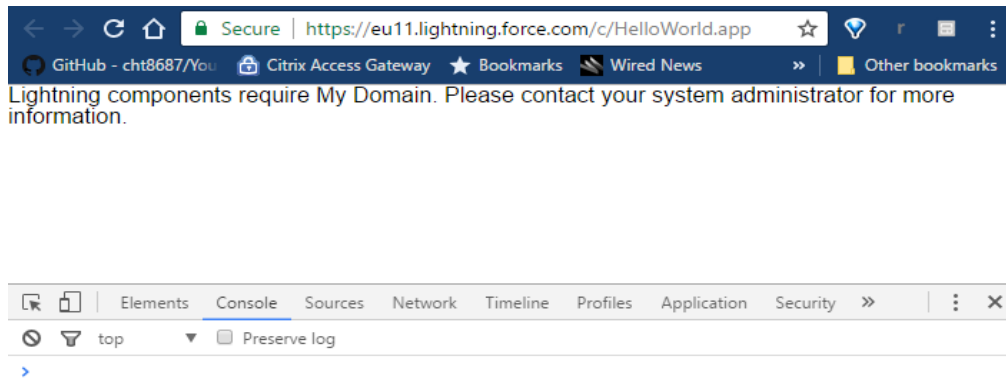 Secure | https://eu11.lightning.force.com/c/HelloWorld.app r
GitHub - cht8687/You Citrix Access Gateway Bookmarks Wired News » Other bookmarks
Lightning components require My Domain. Please contact your system administrator for more
information.
Elements Console Sources Network Timeline Profiles Application Security »
top Preserve log
>